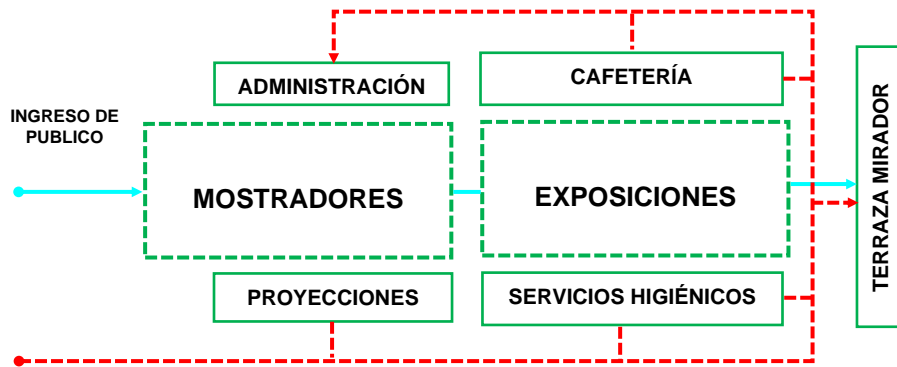 ADMINISTRACIÓN
CAFETERÍA
INGRESO DE
PUBLICO
MOSTRADORES
EXPOSICIONES
TERRAZA MIRADOR
PROYECCIONES
SERVICIOS HIGIÉNICOS